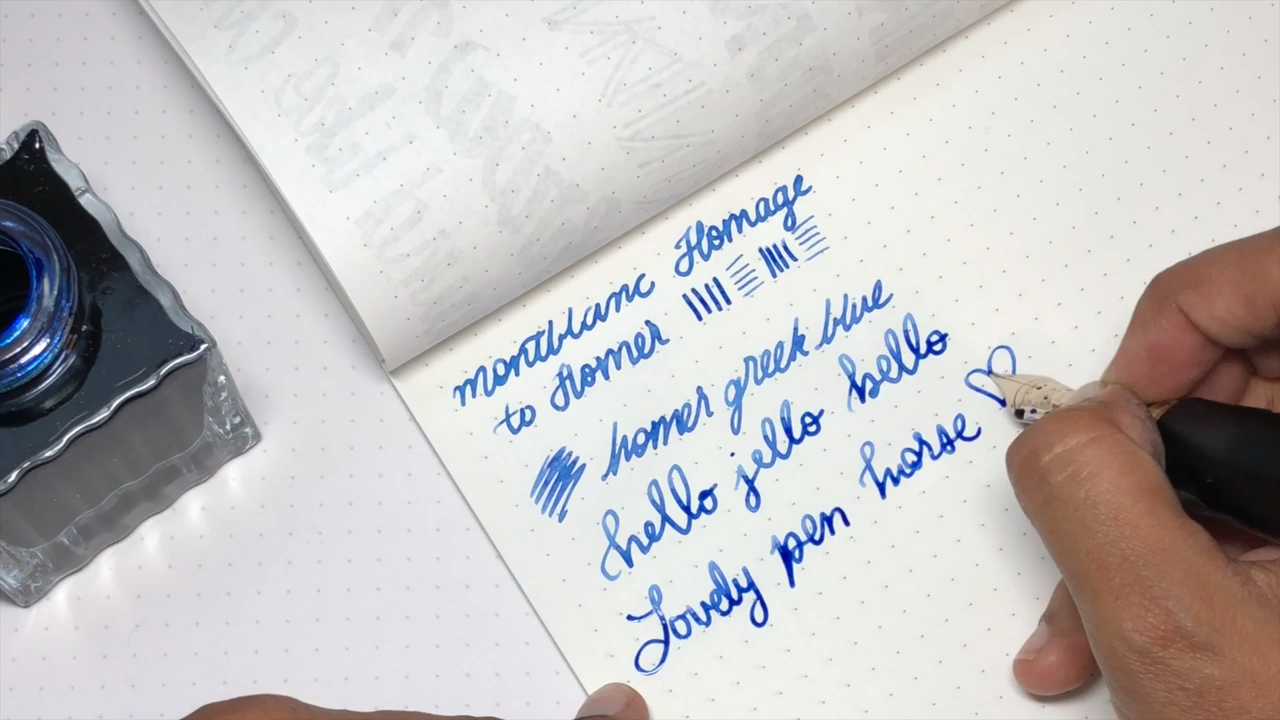 montblanc Homage
to Homer
homer greek blue
hello jello hello
Lovely pen horse